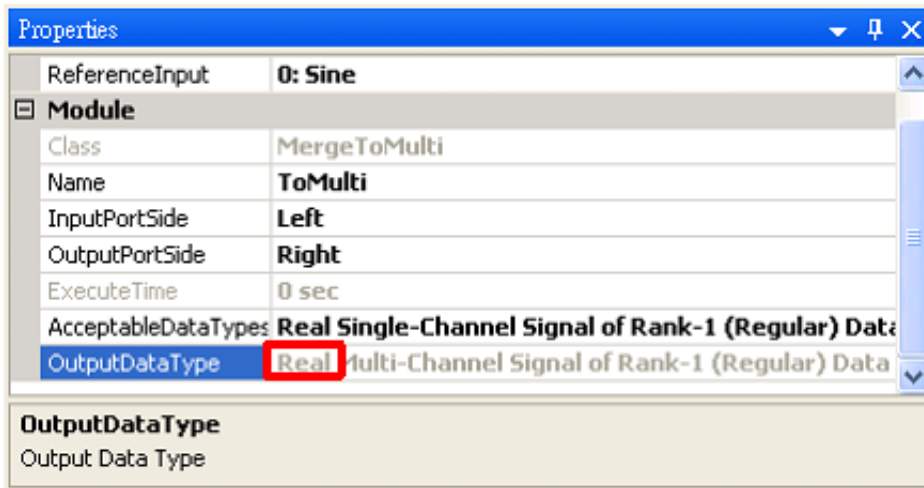 Properties
ReferenceInput 0: Sine
Module
Class MergeToMulti
Name ToMulti
InputPortSide Left
OutputPortSide Right
ExecuteTime 0 sec
AcceptableDataTypes Real Single-Channel Signal of Rank-1 (Regular) Data
OutputDataType Real Multi-Channel Signal of Rank-1 (Regular) Data
OutputDataType
Output Data Type